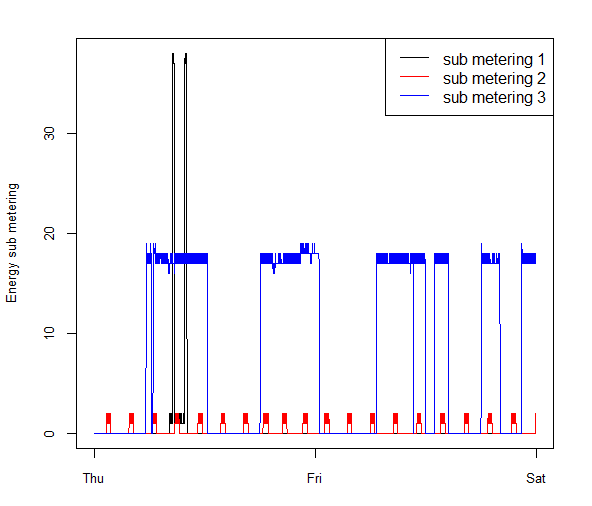 sub metering 1
sub metering 2
sub metering 3
Energy sub metering
30
20
10
0
Thu Fri Sat